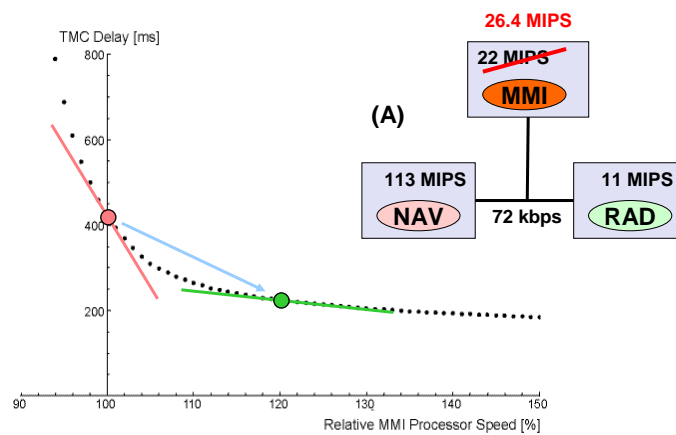 26.4 MIPS
TMC Delay [ms]
800
22 MIPS
MMI
(A)
600
113 MIPS
11 MIPS
NAV
72 kbps
RAD
400
200
90
100
110
120
130
140
150
Relative MMI Processor Speed [%]